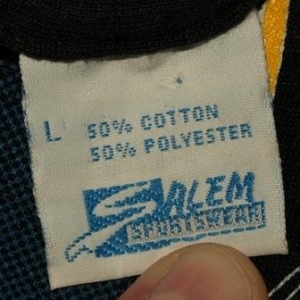 L
50% COTTON
50% POLYESTER
SALEM
SPORTSWEAR